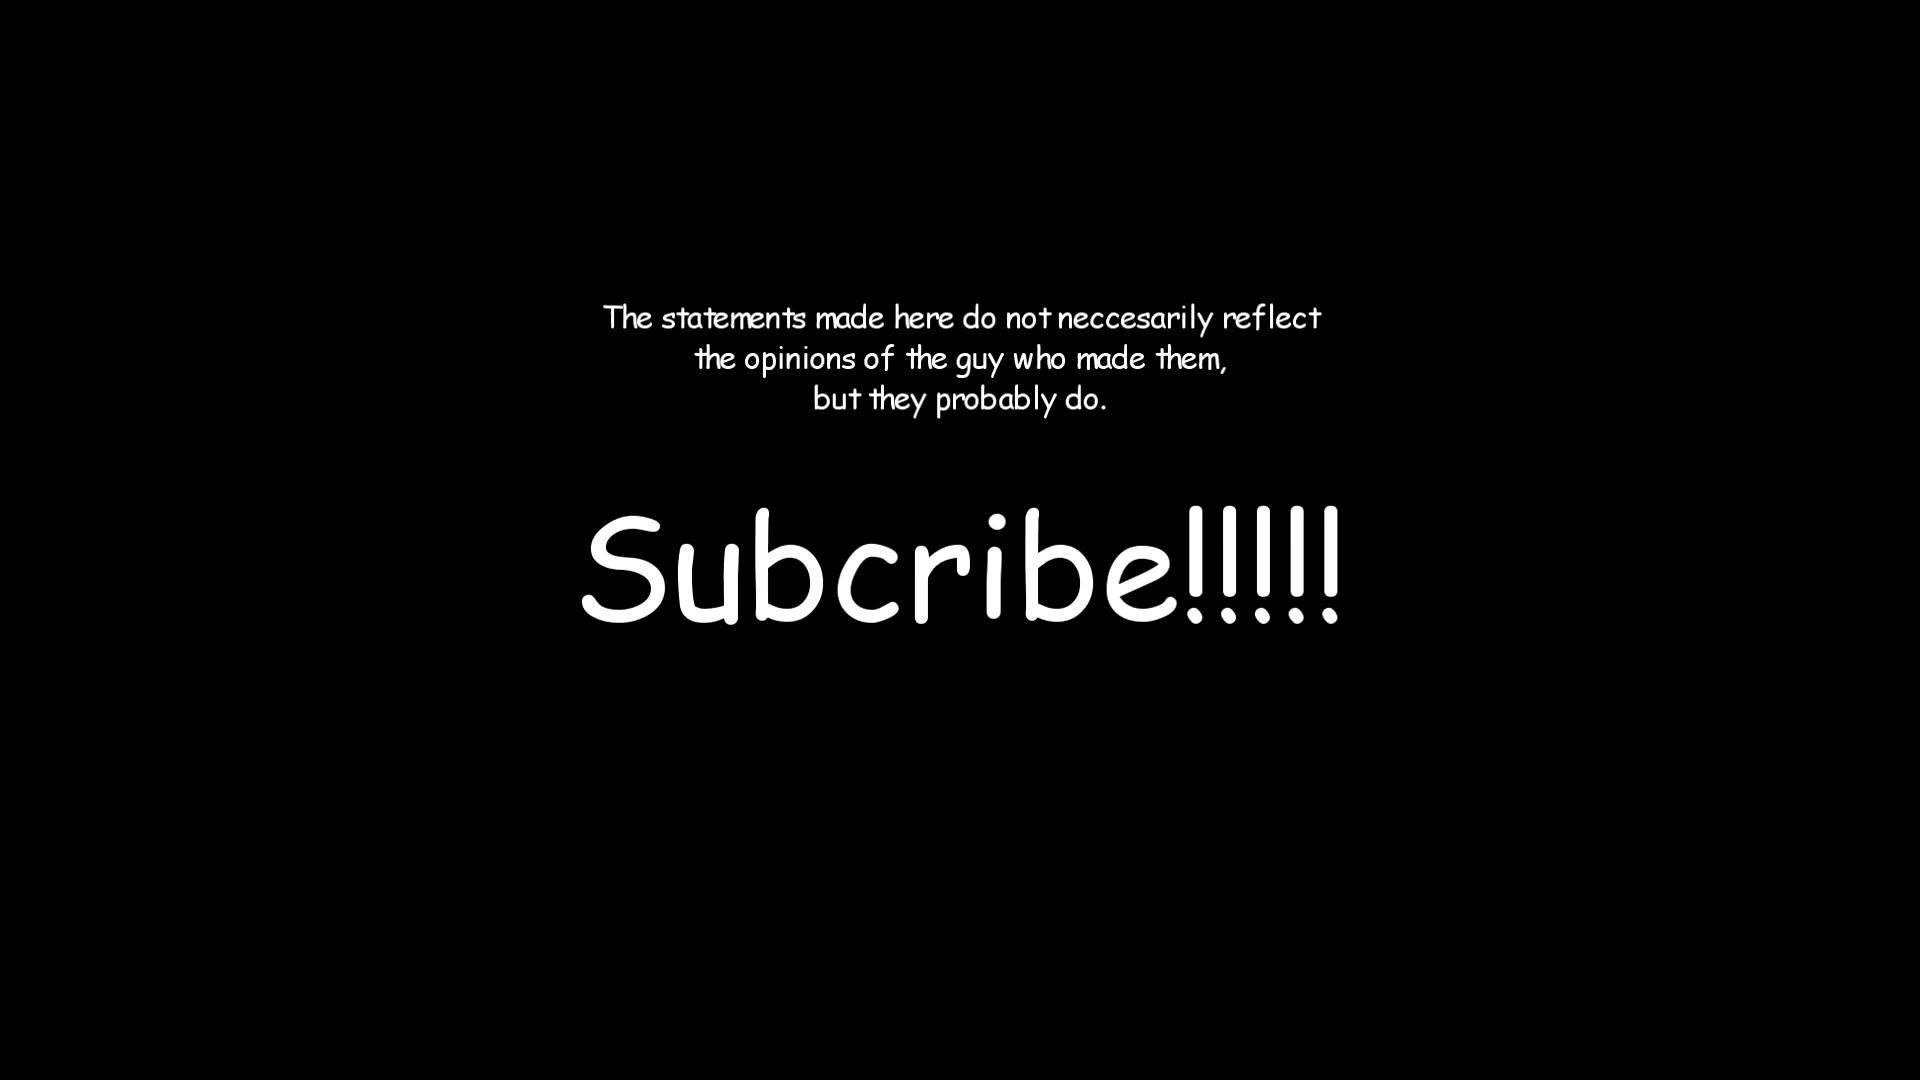 The statements made here do not neccesarily reflect
the opinions of the guy who made them,
but they probably do.
Subcribe!!!!!